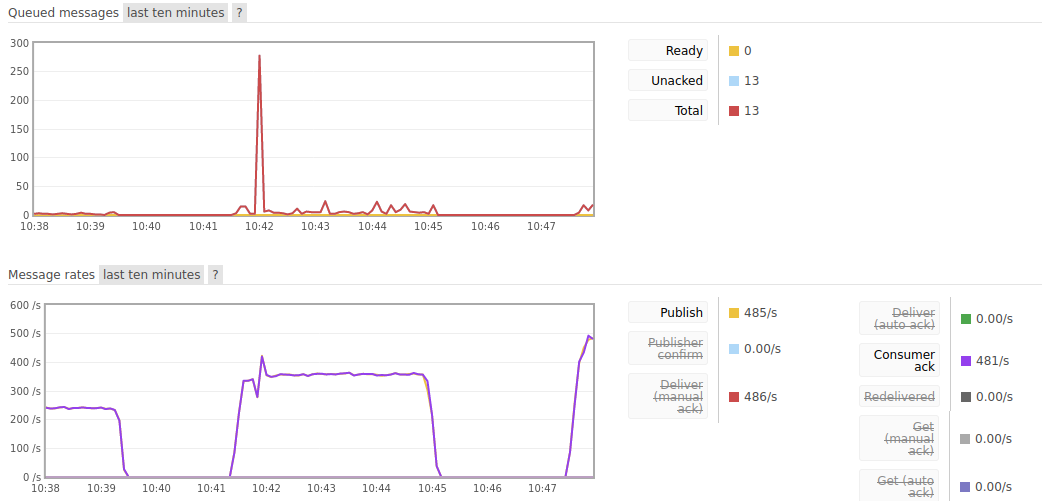 Queued messages last ten minutes ?
300
250
200
150
100
50
0
10:38 10:39 10:40 10:41 10:42 10:43 10:44 10:45 10:46 10:47
Ready 0
Unacked 13
Total 13
Message rates last ten minutes ?
600 /s
500 /s
400 /s
300 /s
200 /s
100 /s
0 /s
10:38 10:39 10:40 10:41 10:42 10:43 10:44 10:45 10:46 10:47
Publish 485/s
Publisher
confirm 0.00/s
Deliver
(manual
ack) 486/s
Deliver
(auto ack) 0.00/s
Consumer
ack 481/s
Redelivered 0.00/s
Get
(manual
ack) 0.00/s
Get (auto
ack) 0.00/s